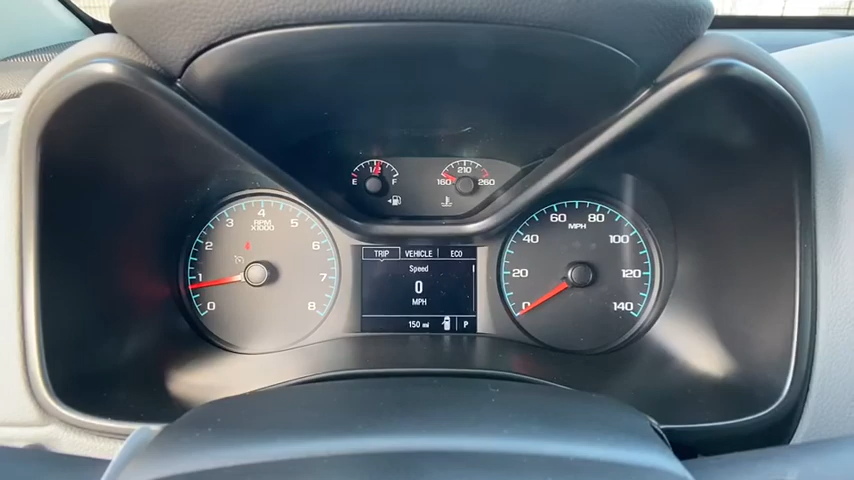 1/2
E F
210
160 260
4
3 RPM 5
X1000
2 6
1 7
0 8
TRIP VEHICLE ECO
Speed
0
MPH
150 mi P
60 80
MPH
40 100
20 120
0 140